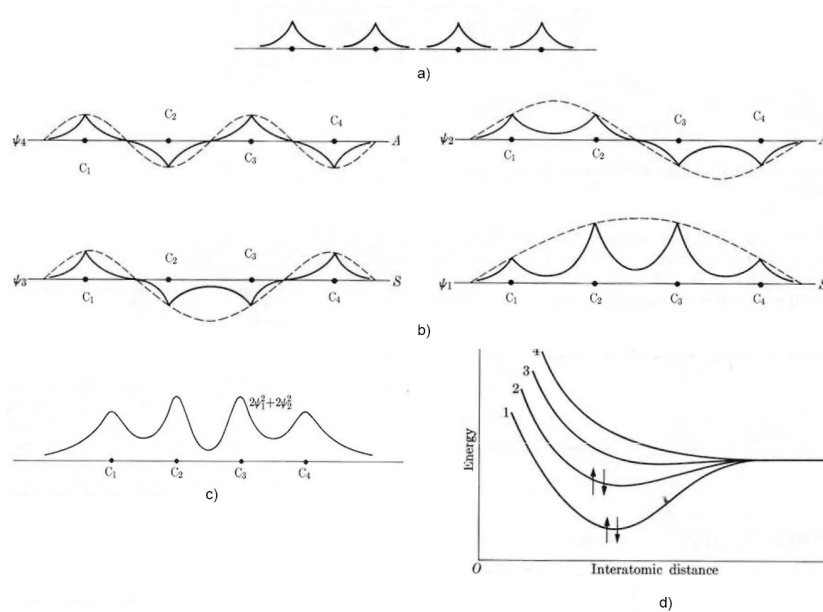 a)
C₂ C₄
ψ₄ A
C₁ C₃
C₃ C₄
ψ₂
C₁ C₂
C₂ C₃
ψ₃ S
C₁ C₄
ψ₁
C₁ C₂ C₃ C₄
b)
2ψ₁²+2ψ₂²
C₁ C₂ C₃ C₄
c)
4
3
2
1
Energy
O Interatomic distance
d)